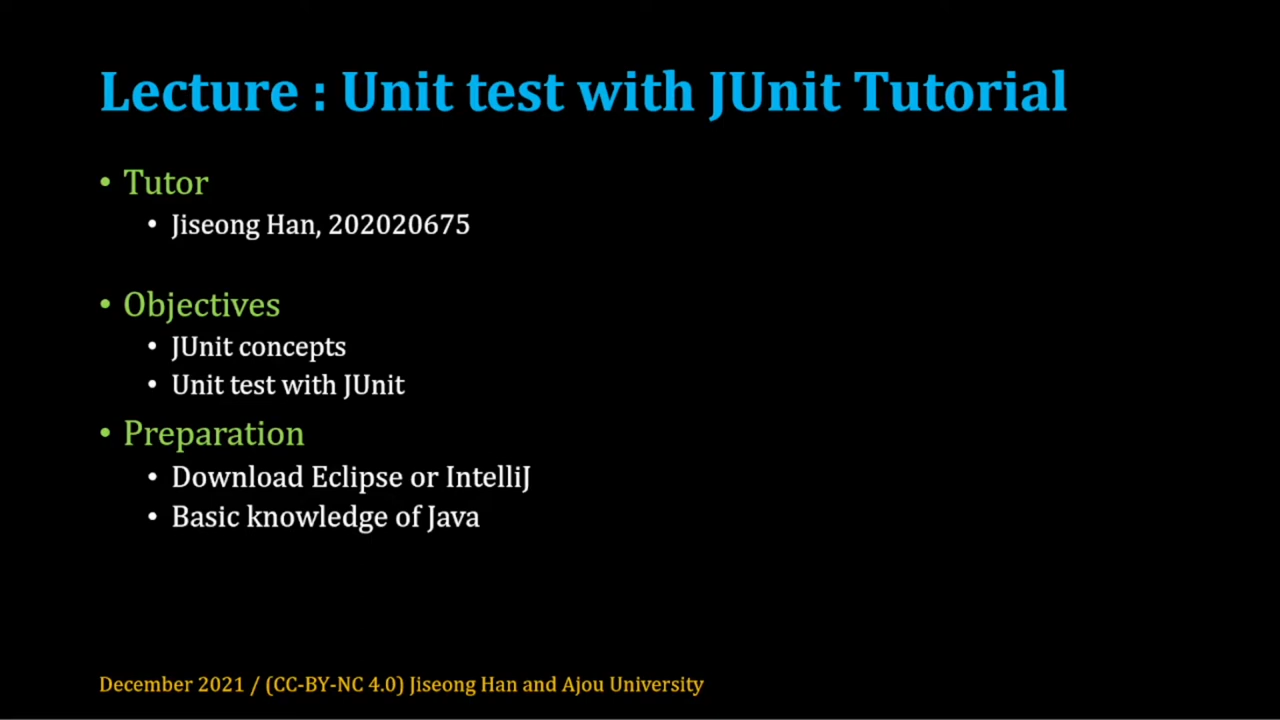 Lecture : Unit test with JUnit Tutorial
• Tutor
• Jiseong Han, 202020675
• Objectives
• JUnit concepts
• Unit test with JUnit
• Preparation
• Download Eclipse or IntelliJ
• Basic knowledge of Java
December 2021 / (CC-BY-NC 4.0) Jiseong Han and Ajou University